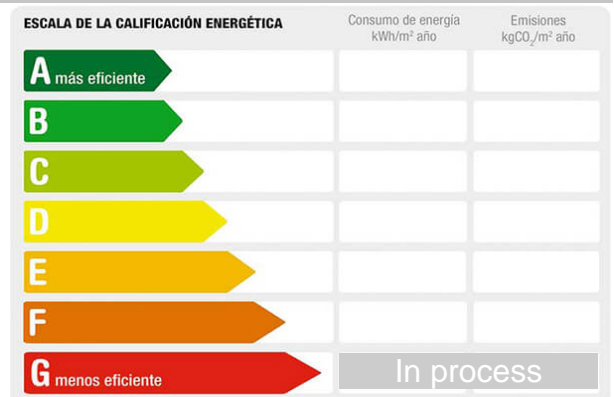 ESCALA DE LA CALIFICACIÓN ENERGÉTICA
Consumo de energía
kWh/m² año
Emisiones
kgCO₂/m² año
A más eficiente
B
C
D
E
F
G menos eficiente
In process